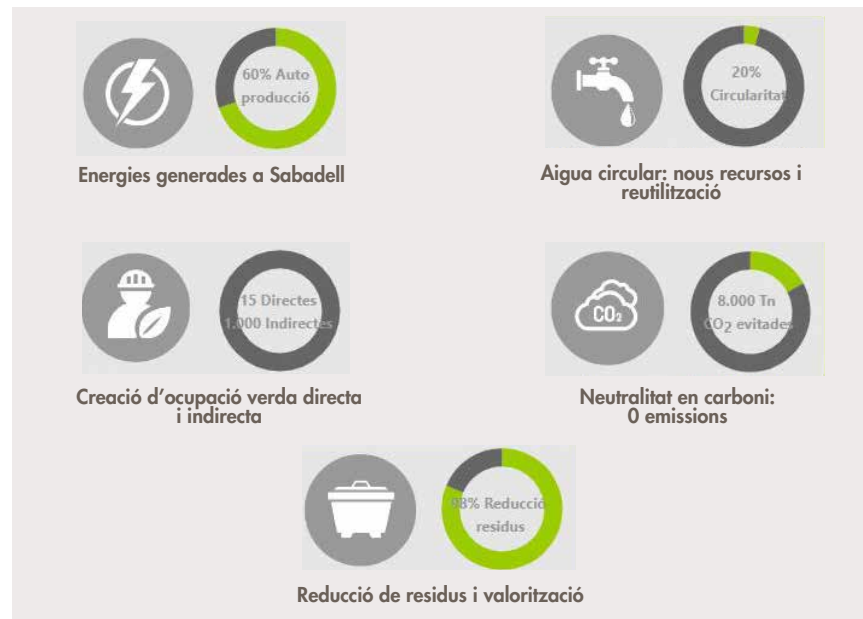 60% Auto
producció
Energies generades a Sabadell
20%
Circularitat
Aigua circular: nous recursos i
reutilització
15 Directes
1.000 Indirectes
Creació d'ocupació verda directa
i indirecta
CO₂
8.000 Tn
CO₂ evitades
Neutralitat en carboni:
0 emissions
98% Reducció
residus
Reducció de residus i valorització